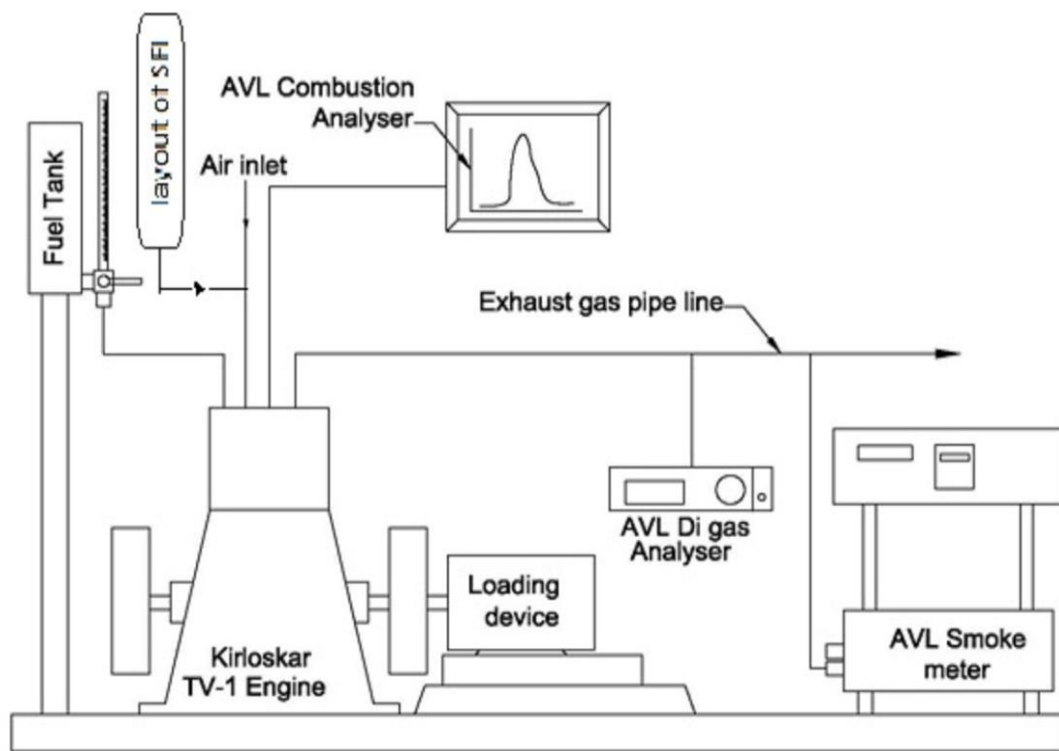 layout of SFI
AVL Combustion
Analyser
Air inlet
Fuel Tank
Exhaust gas pipe line
AVL Di gas
Analyser
Loading
device
Kirloskar
TV-1 Engine
AVL Smoke
meter